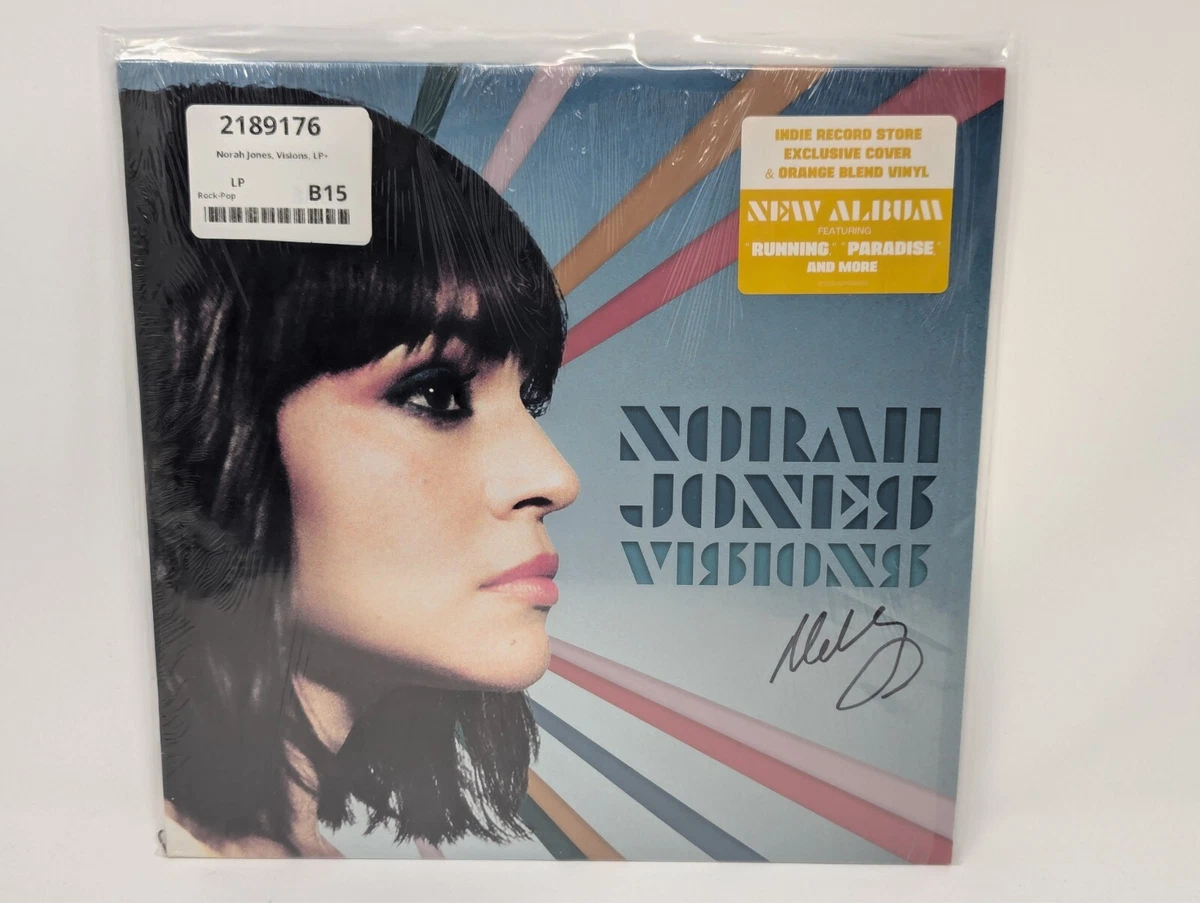 2189176
Norah Jones, Visions, LP*
LP
Rock-Pop
B15
INDIE RECORD STORE
EXCLUSIVE COVER
& ORANGE BLEND VINYL
NEW ALBUM
FEATURING
"RUNNING," "PARADISE,"
AND MORE
NORAH
JONES
VISIONS